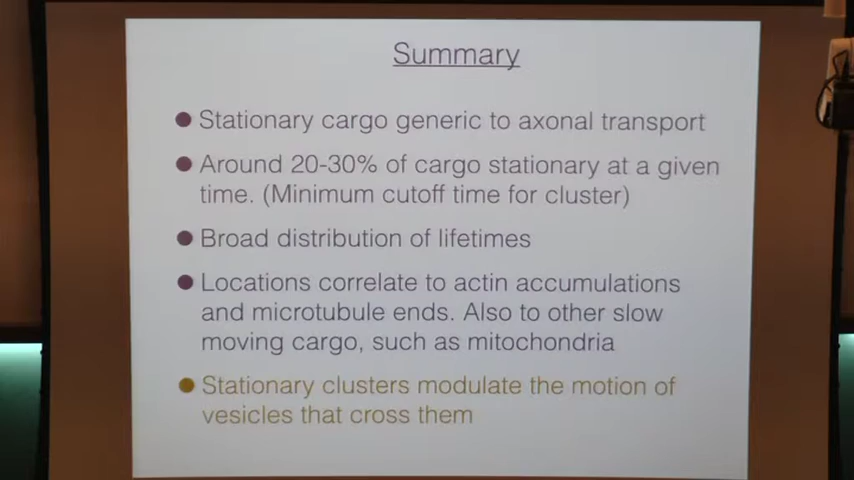 Summary
Stationary cargo generic to axonal transport
Around 20-30% of cargo stationary at a given
time. (Minimum cutoff time for cluster)
Broad distribution of lifetimes
Locations correlate to actin accumulations
and microtubule ends. Also to other slow
moving cargo, such as mitochondria
Stationary clusters modulate the motion of
vesicles that cross them